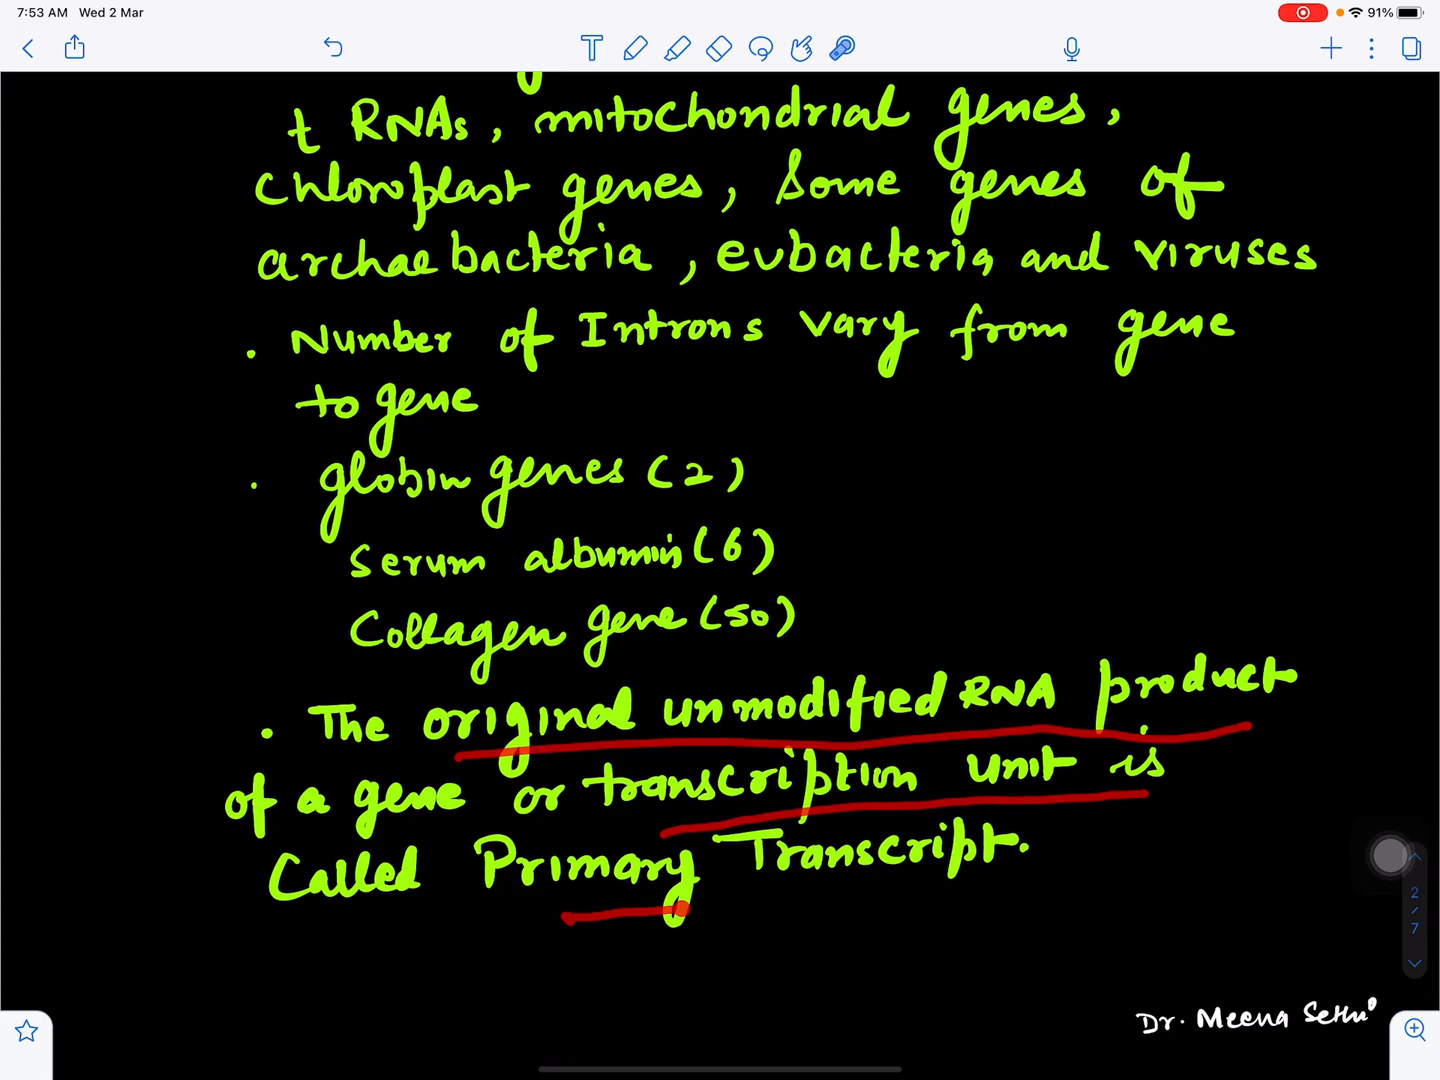 7:53 AM Wed 2 Mar
91%
t RNAs, mitochondrial genes,
chloroplast genes, Some genes of
archaebacteria, eubacteria and viruses
. Number of Introns vary from gene
to gene
. globin genes (2)
Serum albumin (6)
Collagen gene (50)
. The original unmodified RNA product
of a gene or transcription unit is
Called Primary Transcript.
2
/
7
Dr. Meena Sethi